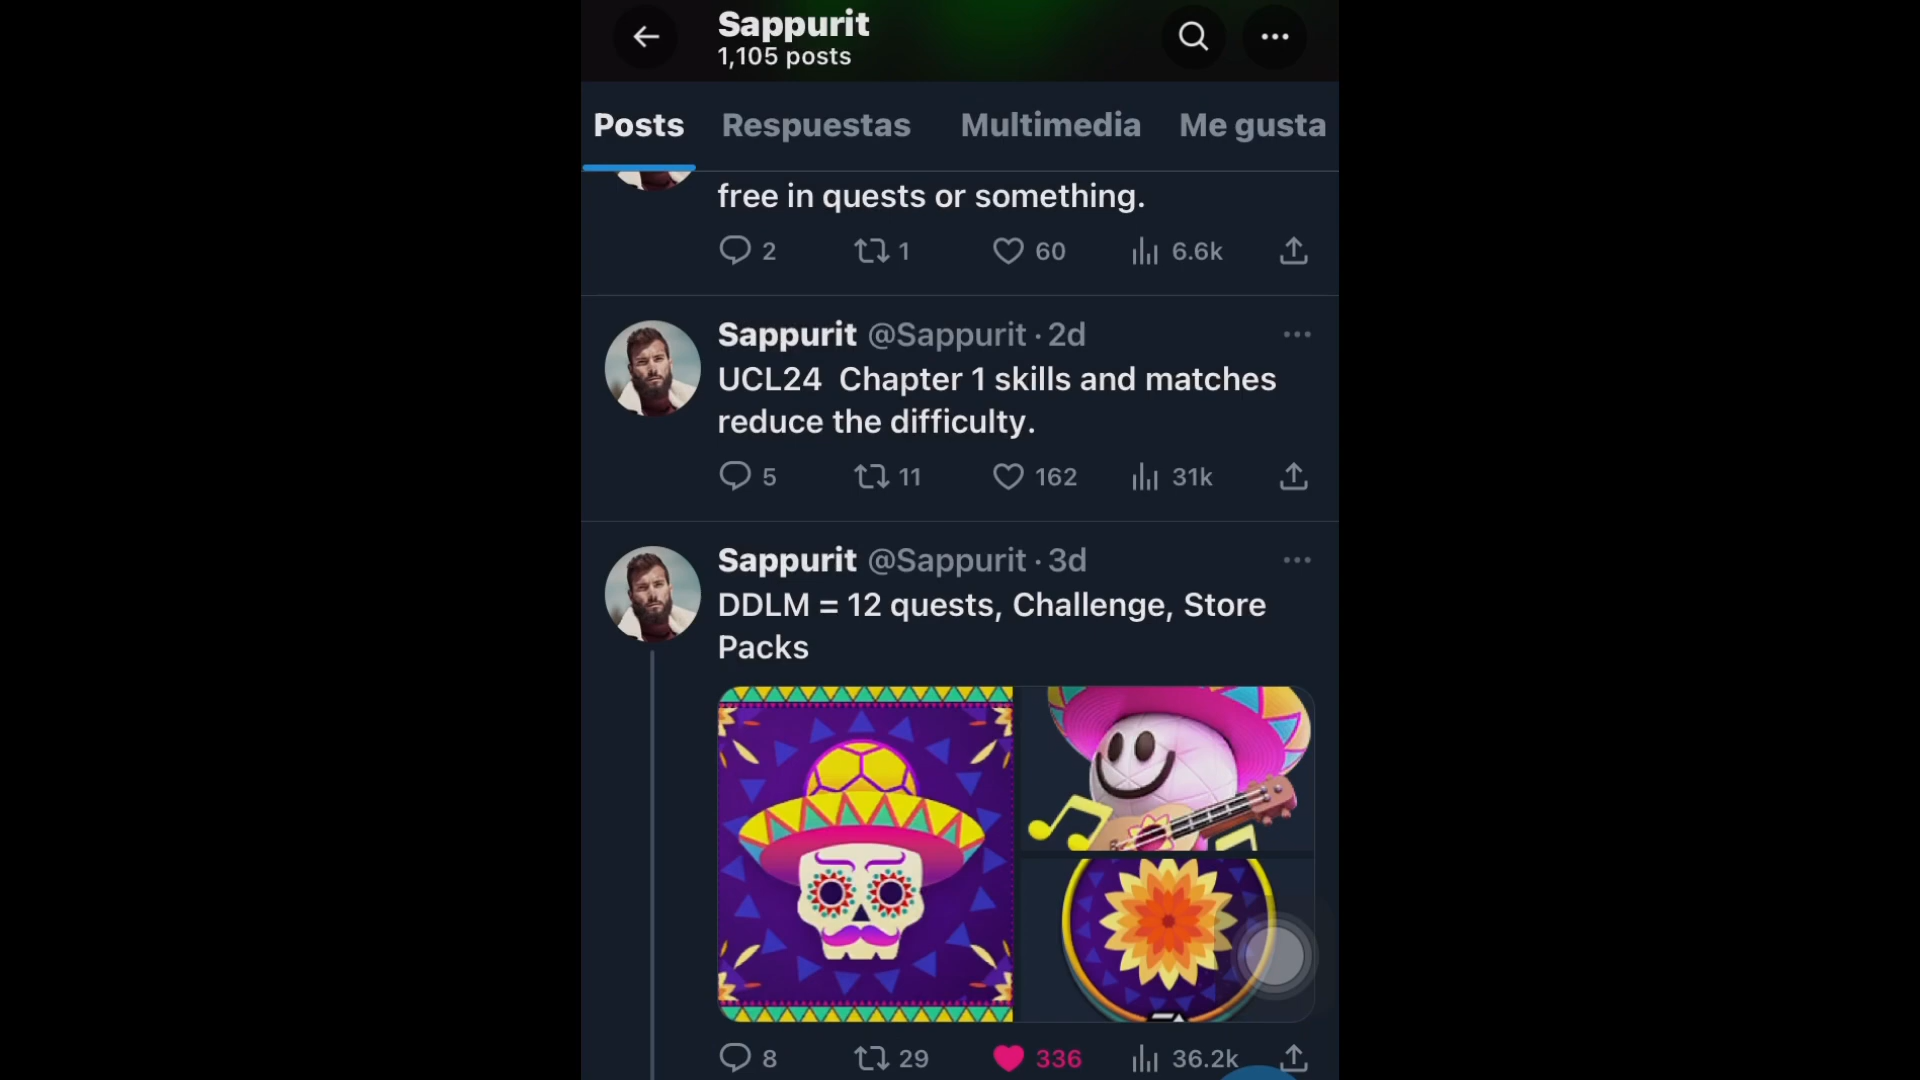 Sappurit
1,105 posts
Posts Respuestas Multimedia Me gusta
free in quests or something.
2 1 60 6.6k
Sappurit @Sappurit · 2d
UCL24 Chapter 1 skills and matches
reduce the difficulty.
5 11 162 31k
Sappurit @Sappurit · 3d
DDLM = 12 quests, Challenge, Store
Packs
8 29 336 36.2k